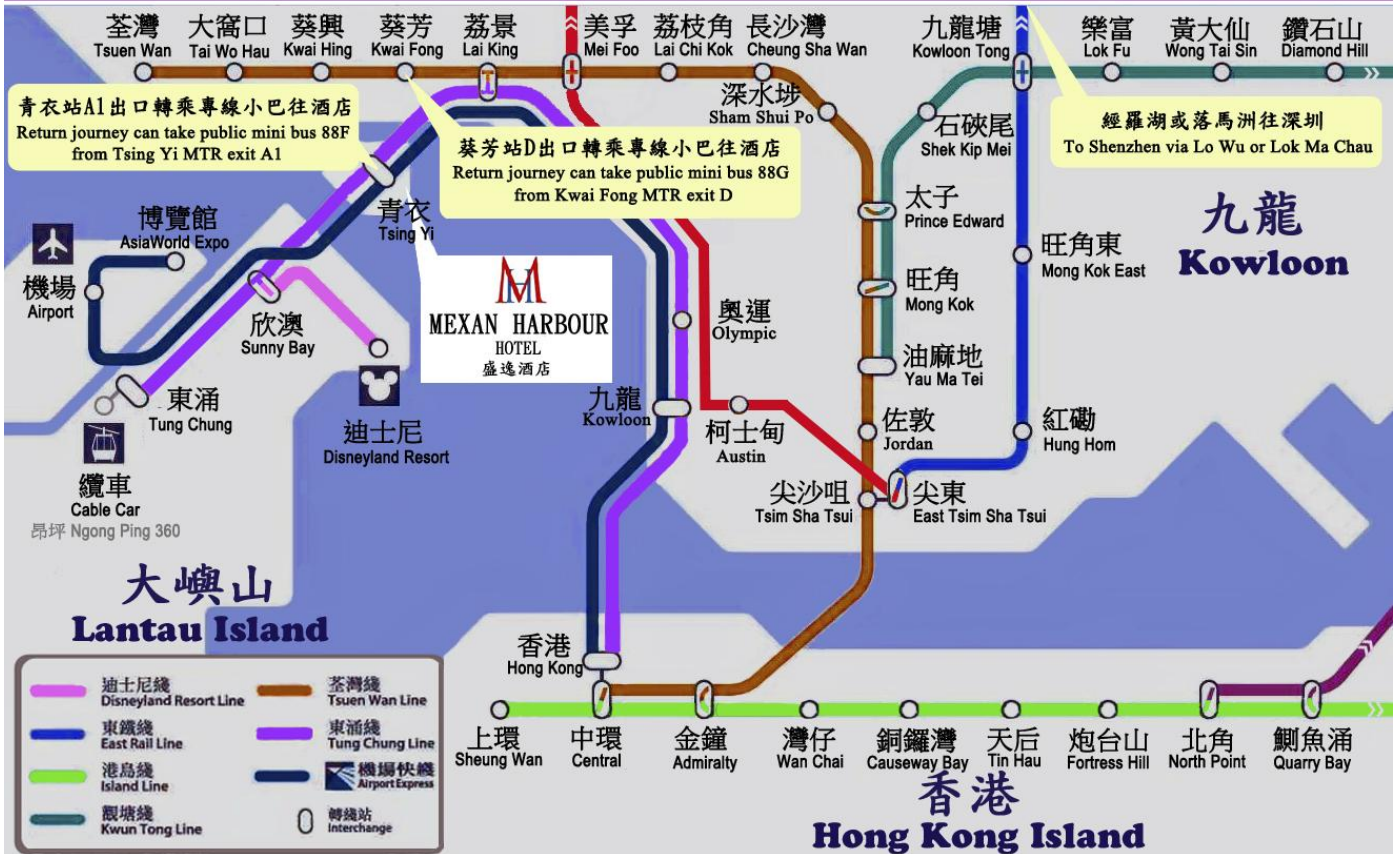 荃灣
Tsuen Wan
大窩口
Tai Wo Hau
葵興
Kwai Hing
葵芳
Kwai Fong
荔景
Lai King
美孚
Mei Foo
荔枝角
Lai Chi Kok
長沙灣
Cheung Sha Wan
九龍塘
Kowloon Tong
樂富
Lok Fu
黃大仙
Wong Tai Sin
鑽石山
Diamond Hill
青衣站A1出口轉乘專線小巴往酒店
Return journey can take public mini bus 88F
from Tsing Yi MTR exit A1
葵芳站D出口轉乘專線小巴往酒店
Return journey can take public mini bus 88G
from Kwai Fong MTR exit D
深水埗
Sham Shui Po
石硤尾
Shek Kip Mei
經羅湖或落馬洲往深圳
To Shenzhen via Lo Wu or Lok Ma Chau
太子
Prince Edward
九龍
Kowloon
青衣
Tsing Yi
博覽館
AsiaWorld Expo
機場
Airport
旺角東
Mong Kok East
旺角
Mong Kok
欣澳
Sunny Bay
MH
MEXAN HARBOUR
HOTEL
盛逸酒店
奧運
Olympic
油麻地
Yau Ma Tei
東涌
Tung Chung
迪士尼
Disneyland Resort
九龍
Kowloon
柯士甸
Austin
佐敦
Jordan
紅磡
Hung Hom
纜車
Cable Car
昂坪 Ngong Ping 360
尖沙咀
Tsim Sha Tsui
尖東
East Tsim Sha Tsui
大嶼山
Lantau Island
香港
Hong Kong
迪士尼綫
Disneyland Resort Line
荃灣綫
Tsuen Wan Line
東鐵綫
East Rail Line
東涌綫
Tung Chung Line
港島綫
Island Line
機場快綫
Airport Express
觀塘綫
Kwun Tong Line
轉綫站
Interchange
上環
Sheung Wan
中環
Central
金鐘
Admiralty
灣仔
Wan Chai
銅鑼灣
Causeway Bay
天后
Tin Hau
炮台山
Fortress Hill
北角
North Point
鰂魚涌
Quarry Bay
香港
Hong Kong Island